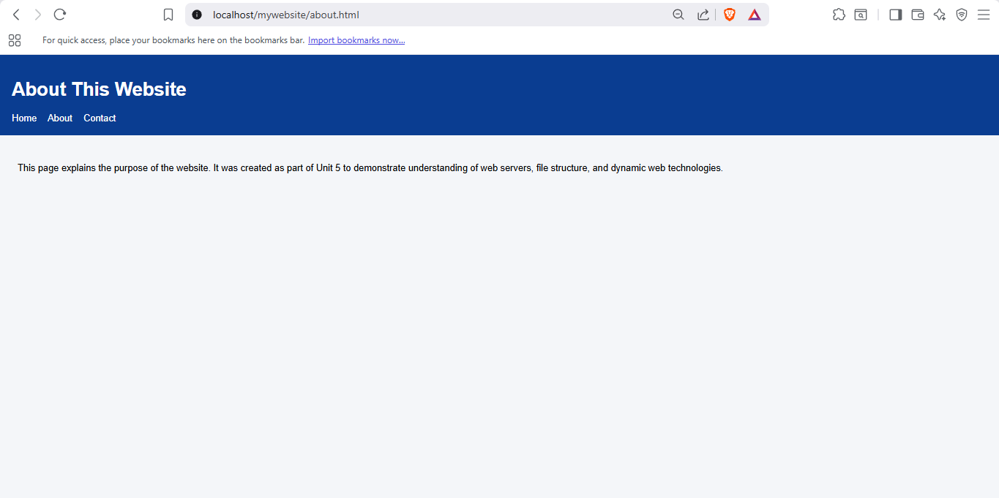 localhost/mywebsite/about.html
For quick access, place your bookmarks here on the bookmarks bar. Import bookmarks now...
About This Website
Home About Contact
This page explains the purpose of the website. It was created as part of Unit 5 to demonstrate understanding of web servers, file structure, and dynamic web technologies.